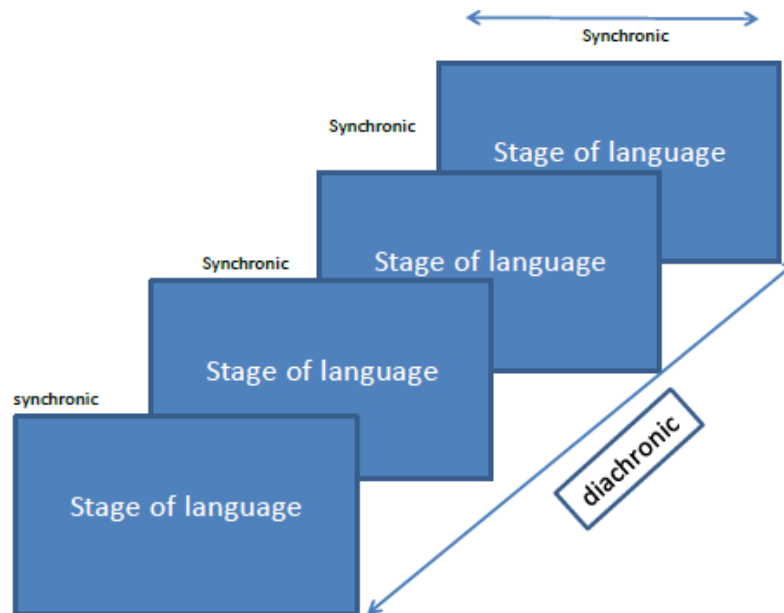 Synchronic
Synchronic
Stage of language
Synchronic
Stage of language
synchronic
Stage of language
diachronic
Stage of language